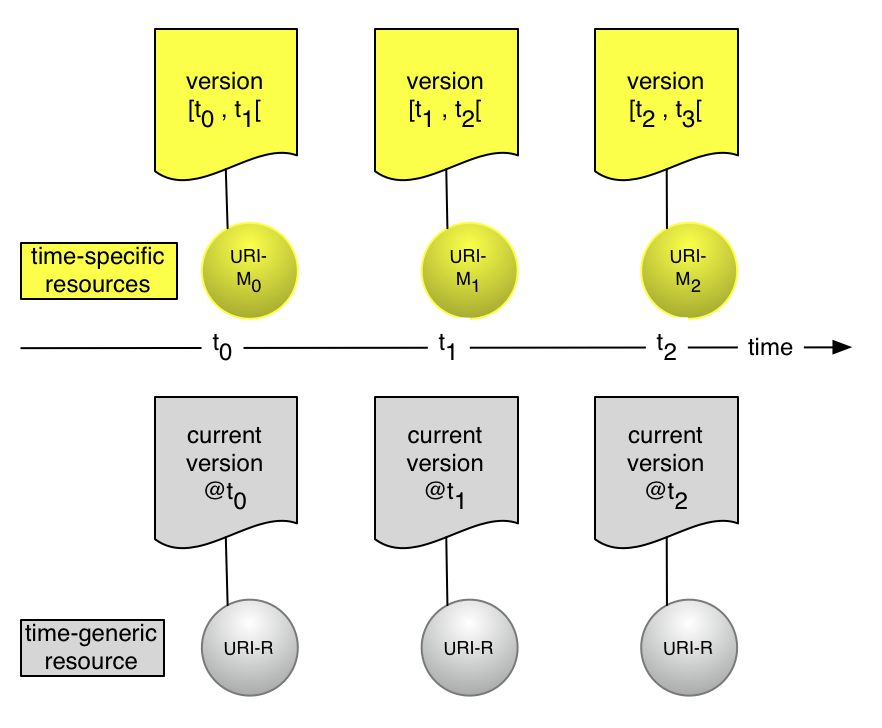 version
[t0 , t1[
version
[t1 , t2[
version
[t2 , t3[
time-specific
resources
URI-
M0
URI-
M1
URI-
M2
t0
t1
t2
time
current
version
@t0
current
version
@t1
current
version
@t2
time-generic
resource
URI-R
URI-R
URI-R